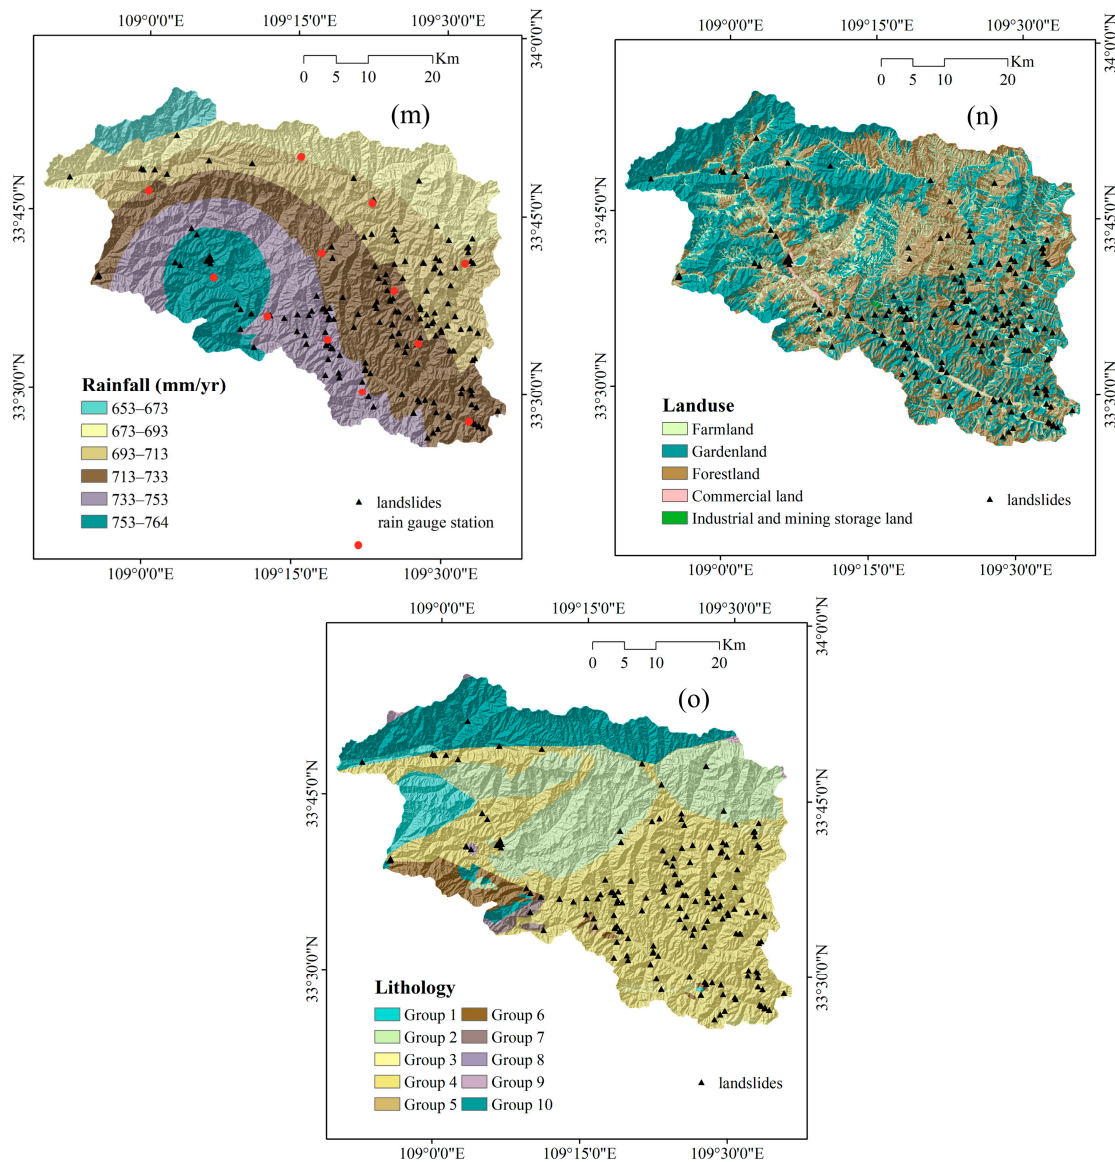 109°0'0"E 109°15'0"E 109°30'0"E
Km
0 5 10 20
(m)
34°0'0"N
33°45'0"N
33°45'0"N
33°30'0"N
33°30'0"N
Rainfall (mm/yr)
653–673
673–693
693–713
713–733
733–753
753–764
landslides
rain gauge station
109°0'0"E 109°15'0"E 109°30'0"E
109°0'0"E 109°15'0"E 109°30'0"E
Km
0 5 10 20
(n)
34°0'0"N
33°45'0"N
33°45'0"N
33°30'0"N
33°30'0"N
Landuse
Farmland
Gardenland
Forestland
Commercial land
Industrial and mining storage land
landslides
109°0'0"E 109°15'0"E 109°30'0"E
109°0'0"E 109°15'0"E 109°30'0"E
Km
0 5 10 20
(o)
34°0'0"N
33°45'0"N
33°45'0"N
33°30'0"N
33°30'0"N
Lithology
Group 1 Group 6
Group 2 Group 7
Group 3 Group 8
Group 4 Group 9
Group 5 Group 10
landslides
109°0'0"E 109°15'0"E 109°30'0"E